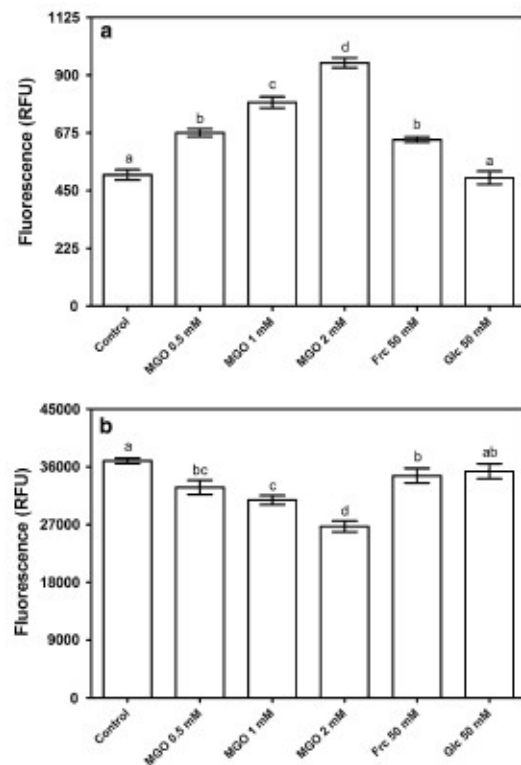 a
Fluorescence (RFU)
1125
900
675
450
225
0
a
b
c
d
b
a
Control
MGO 0.5 mM
MGO 1 mM
MGO 2 mM
Frc 50 mM
Glc 50 mM
b
Fluorescence (RFU)
45000
36000
27000
18000
9000
0
a
bc
c
d
b
ab
Control
MGO 0.5 mM
MGO 1 mM
MGO 2 mM
Frc 50 mM
Glc 50 mM